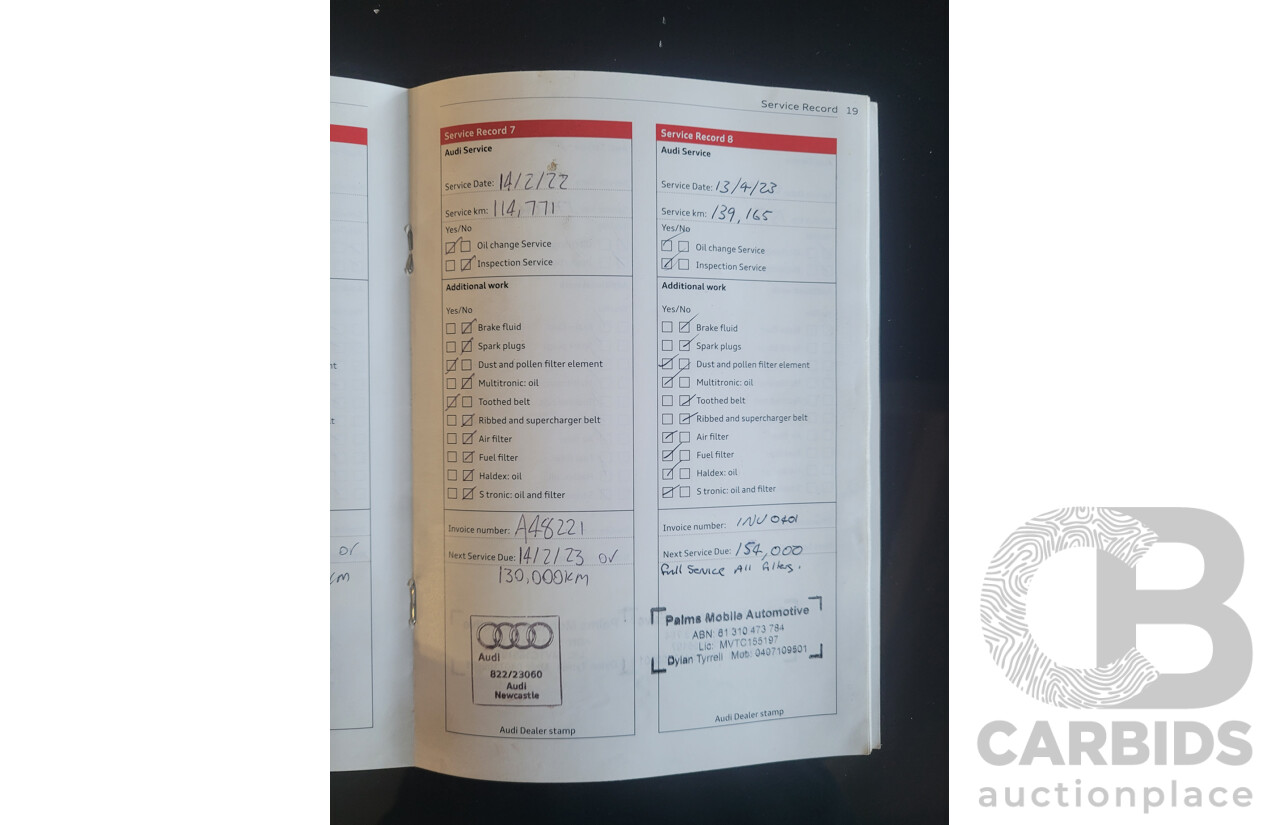 Service Record 19
Service Record 7
Audi Service
Service Date: 14/2/22
Service km: 114,771
Yes/No
Oil change Service
Inspection Service
Additional work
Yes/No
Brake fluid
Spark plugs
Dust and pollen filter element
Multitronic: oil
Toothed belt
Ribbed and supercharger belt
Air filter
Fuel filter
Haldex: oil
S tronic: oil and filter
Invoice number: A48221
Next Service Due: 14/2/23 or
130,000km
Audi
822/23060
Audi
Newcastle
Audi Dealer stamp
Service Record 8
Audi Service
Service Date: 13/4/23
Service km: 139,165
Yes/No
Oil change Service
Inspection Service
Additional work
Yes/No
Brake fluid
Spark plugs
Dust and pollen filter element
Multitronic: oil
Toothed belt
Ribbed and supercharger belt
Air filter
Fuel filter
Haldex: oil
S tronic: oil and filter
Invoice number: INV 0401
Next Service Due: 154,000
Full Service All filters.
Palms Mobile Automotive
ABN: 81 310 473 784
Lic: MVTC155197
Dylan Tyrrell Mob: 0407109801
Audi Dealer stamp
or
km
CB
CARBIDS
auctionplace